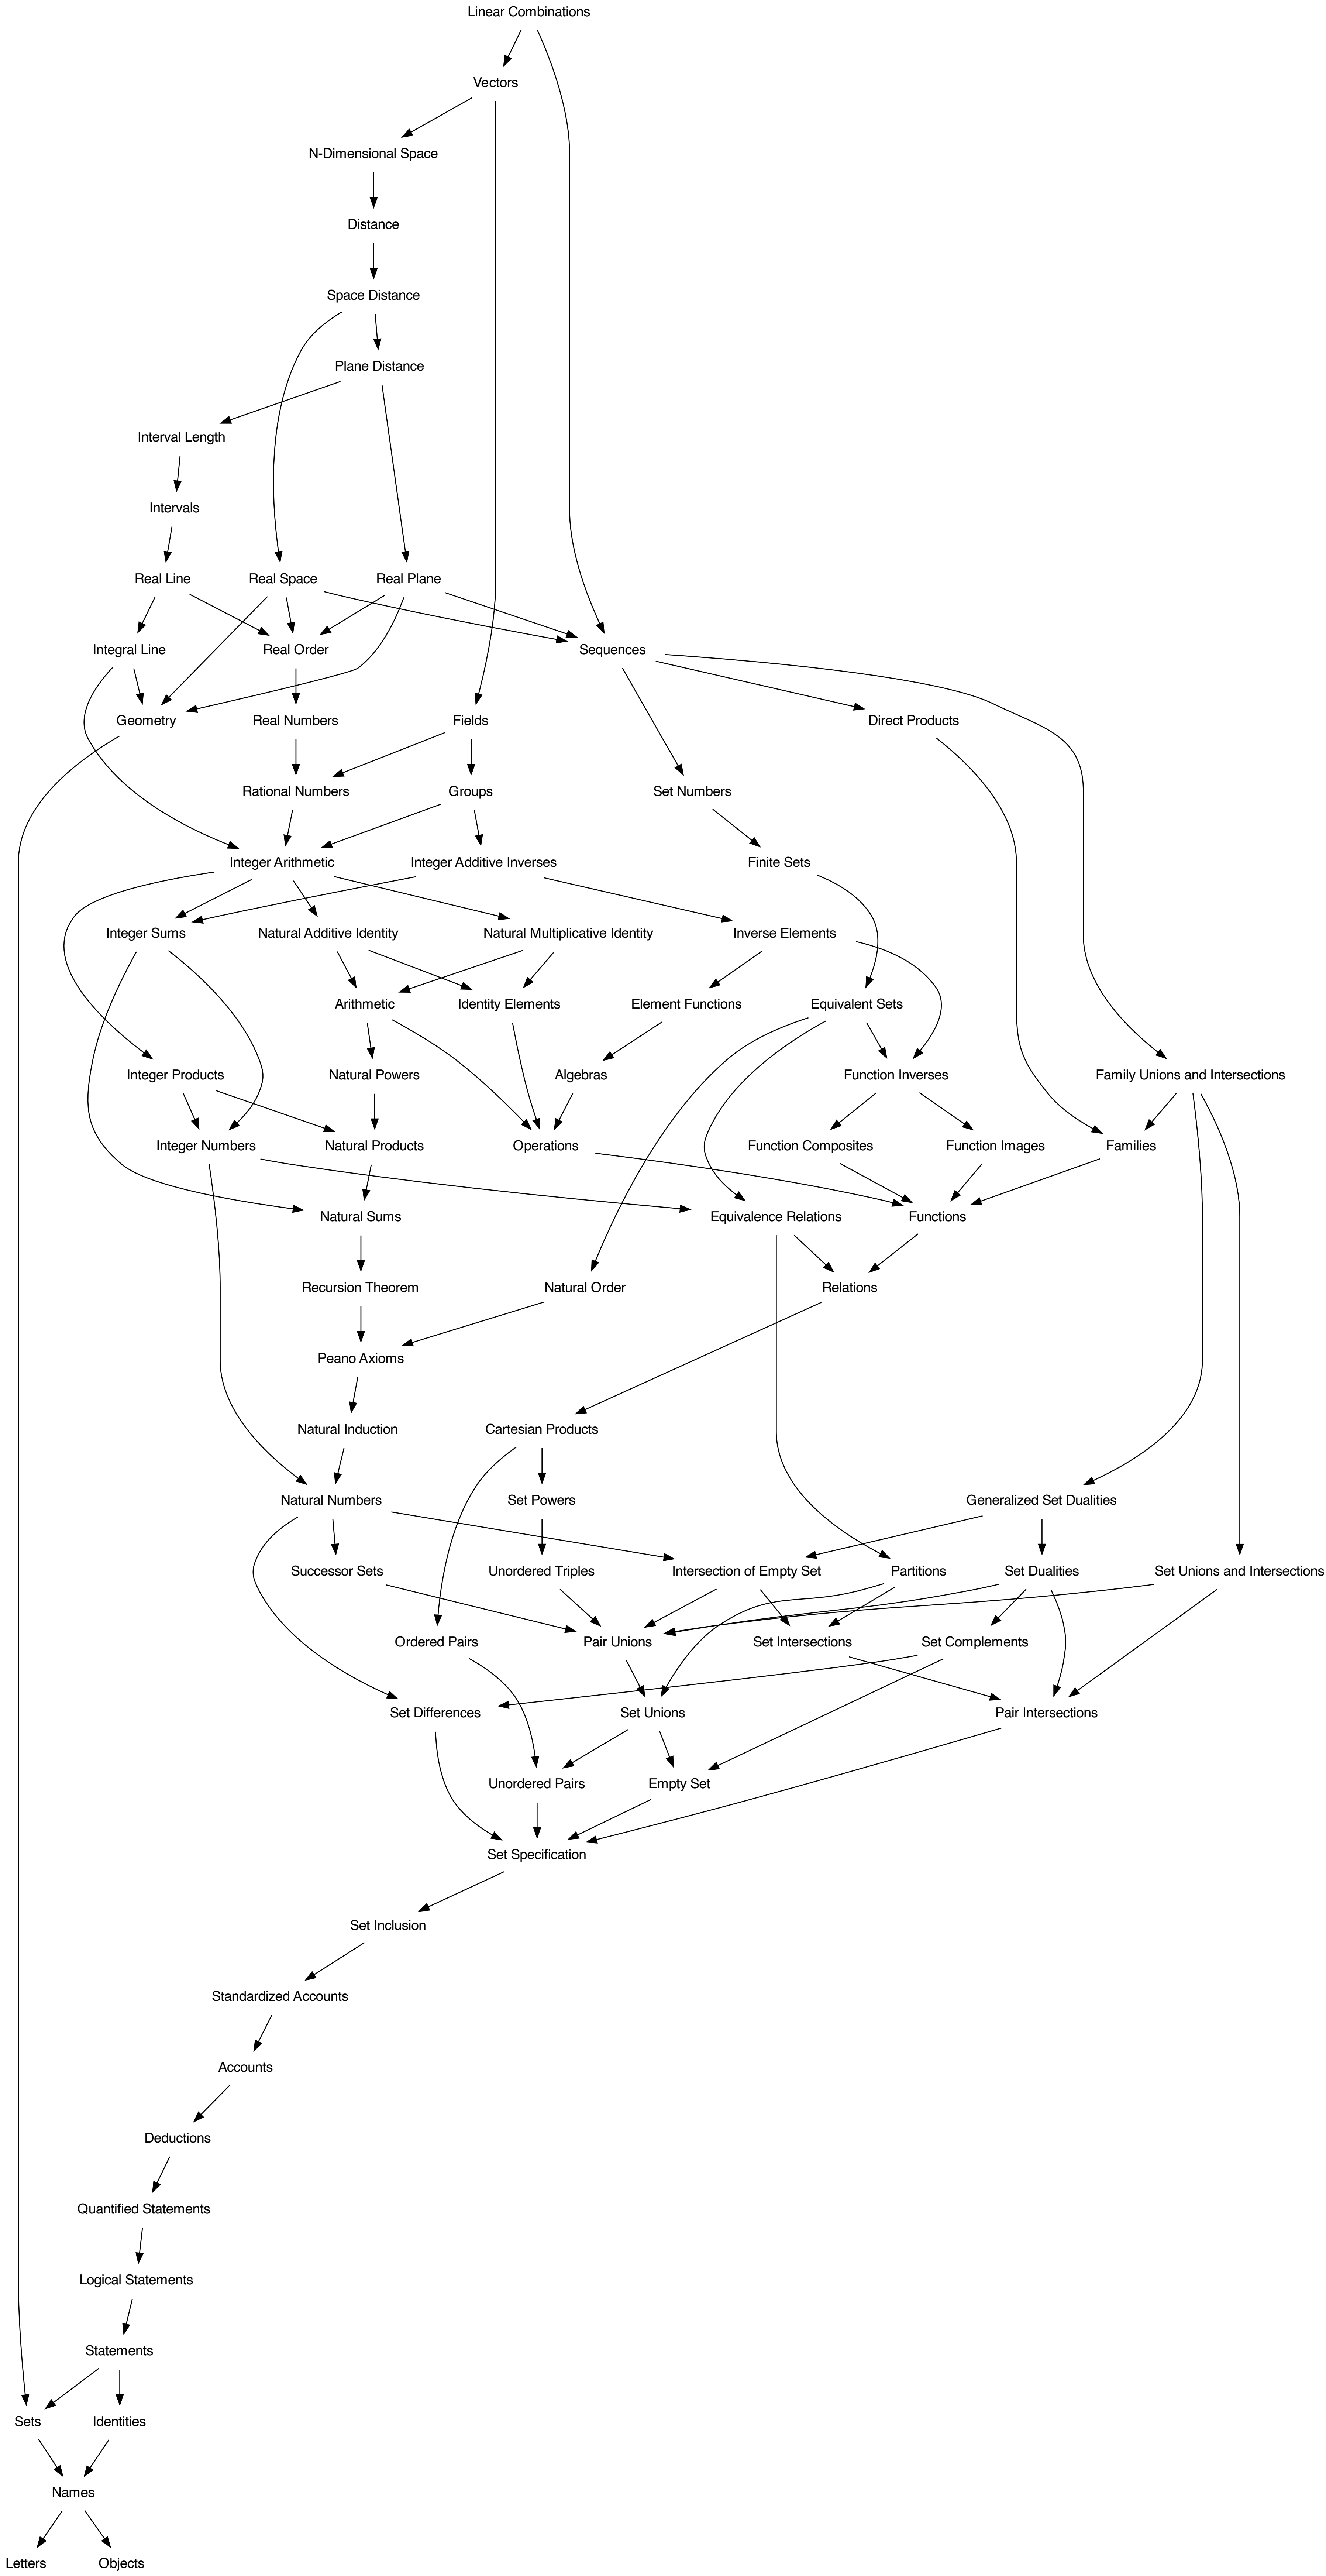 Linear Combinations
Vectors
N-Dimensional Space
Distance
Space Distance
Plane Distance
Interval Length
Intervals
Real Line
Real Space
Real Plane
Integral Line
Real Order
Sequences
Geometry
Real Numbers
Fields
Direct Products
Rational Numbers
Groups
Set Numbers
Integer Arithmetic
Integer Additive Inverses
Finite Sets
Integer Sums
Natural Additive Identity
Natural Multiplicative Identity
Inverse Elements
Arithmetic
Identity Elements
Element Functions
Equivalent Sets
Integer Products
Natural Powers
Algebras
Function Inverses
Family Unions and Intersections
Integer Numbers
Natural Products
Operations
Function Composites
Function Images
Families
Natural Sums
Equivalence Relations
Functions
Recursion Theorem
Natural Order
Relations
Peano Axioms
Natural Induction
Cartesian Products
Natural Numbers
Set Powers
Generalized Set Dualities
Successor Sets
Unordered Triples
Intersection of Empty Set
Partitions
Set Dualities
Set Unions and Intersections
Ordered Pairs
Pair Unions
Set Intersections
Set Complements
Set Differences
Set Unions
Pair Intersections
Unordered Pairs
Empty Set
Set Specification
Set Inclusion
Standardized Accounts
Accounts
Deductions
Quantified Statements
Logical Statements
Statements
Sets
Identities
Names
Letters
Objects